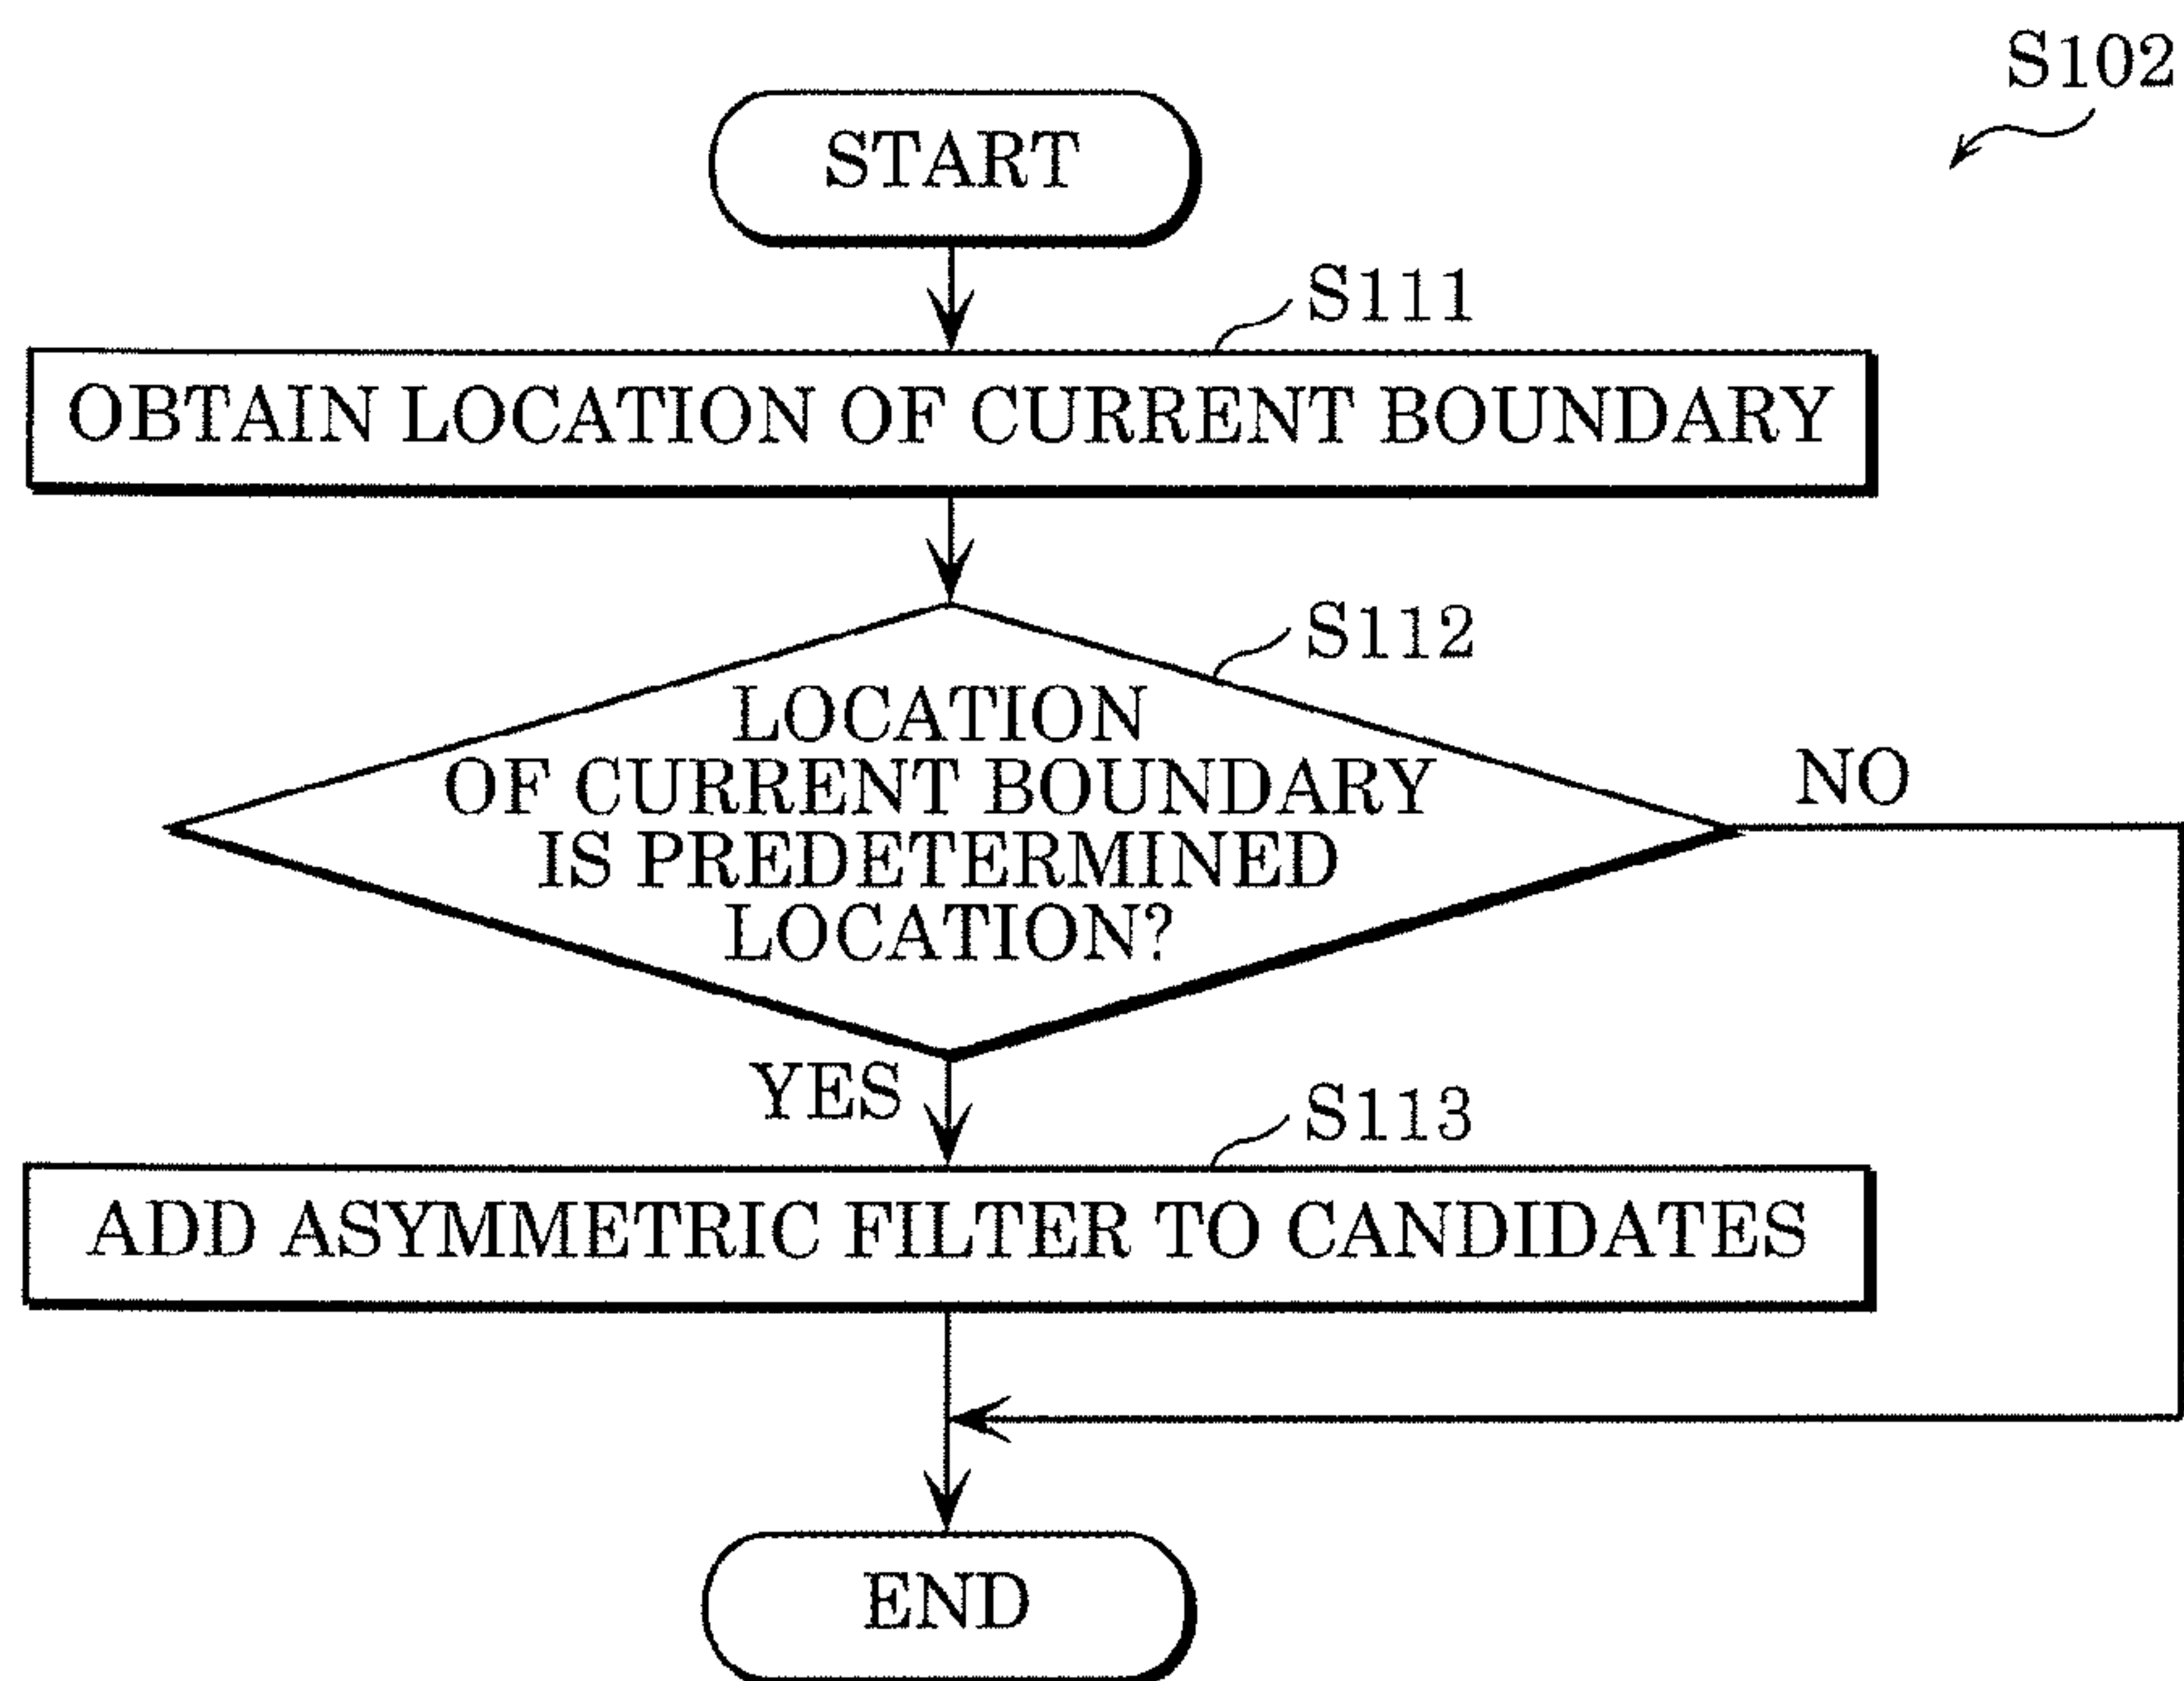 S102
START
S111
OBTAIN LOCATION OF CURRENT BOUNDARY
S112
LOCATION
OF CURRENT BOUNDARY
IS PREDETERMINED
LOCATION?
NO
YES
S113
ADD ASYMMETRIC FILTER TO CANDIDATES
END